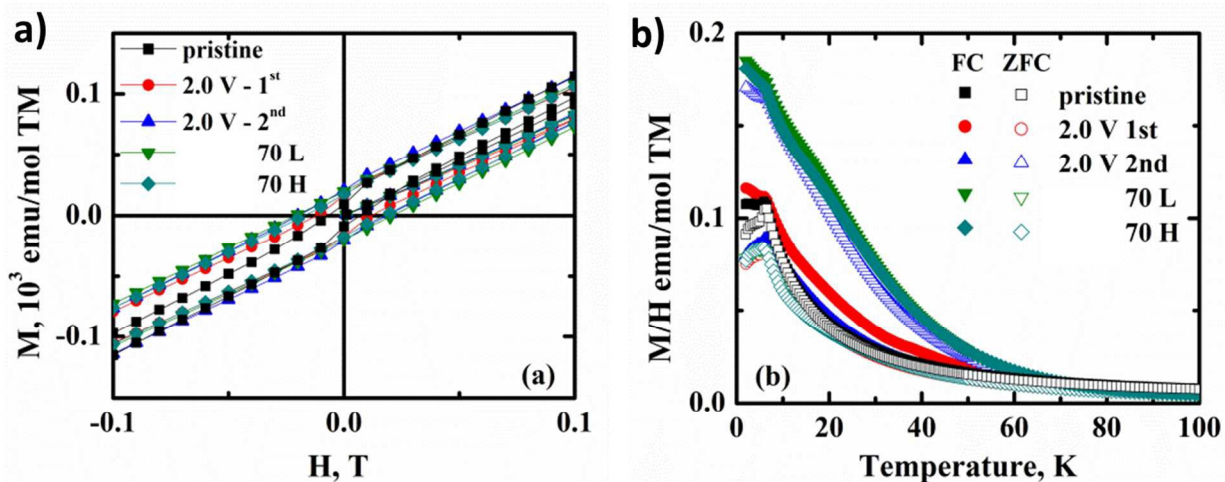 a)
pristine
2.0 V - 1st
2.0 V - 2nd
70 L
70 H
M, 10³ emu/mol TM
0.1
0.0
-0.1
-0.1
0.0
0.1
(a)
H, T
b)
FC ZFC
pristine
2.0 V 1st
2.0 V 2nd
70 L
70 H
M/H emu/mol TM
0.2
0.1
0.0
0
20
40
60
80
100
(b)
Temperature, K